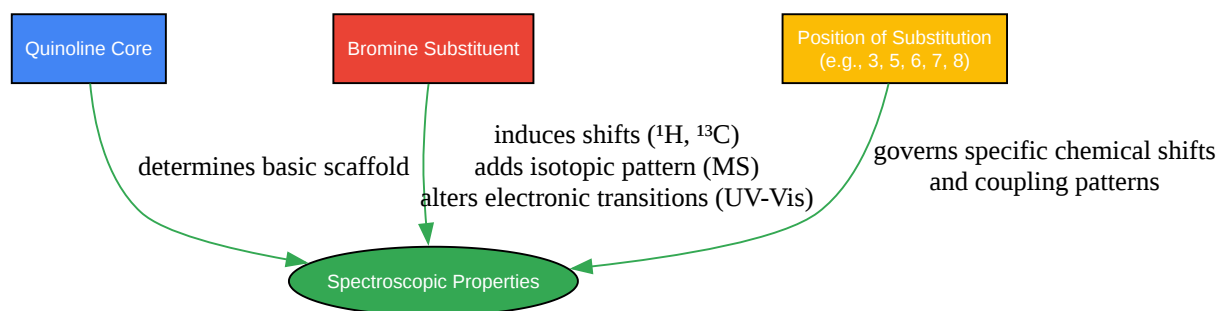 Quinoline Core
Bromine Substituent
Position of Substitution
(e.g., 3, 5, 6, 7, 8)
determines basic scaffold
induces shifts (¹H, ¹³C)
adds isotopic pattern (MS)
alters electronic transitions (UV-Vis)
governs specific chemical shifts
and coupling patterns
Spectroscopic Properties